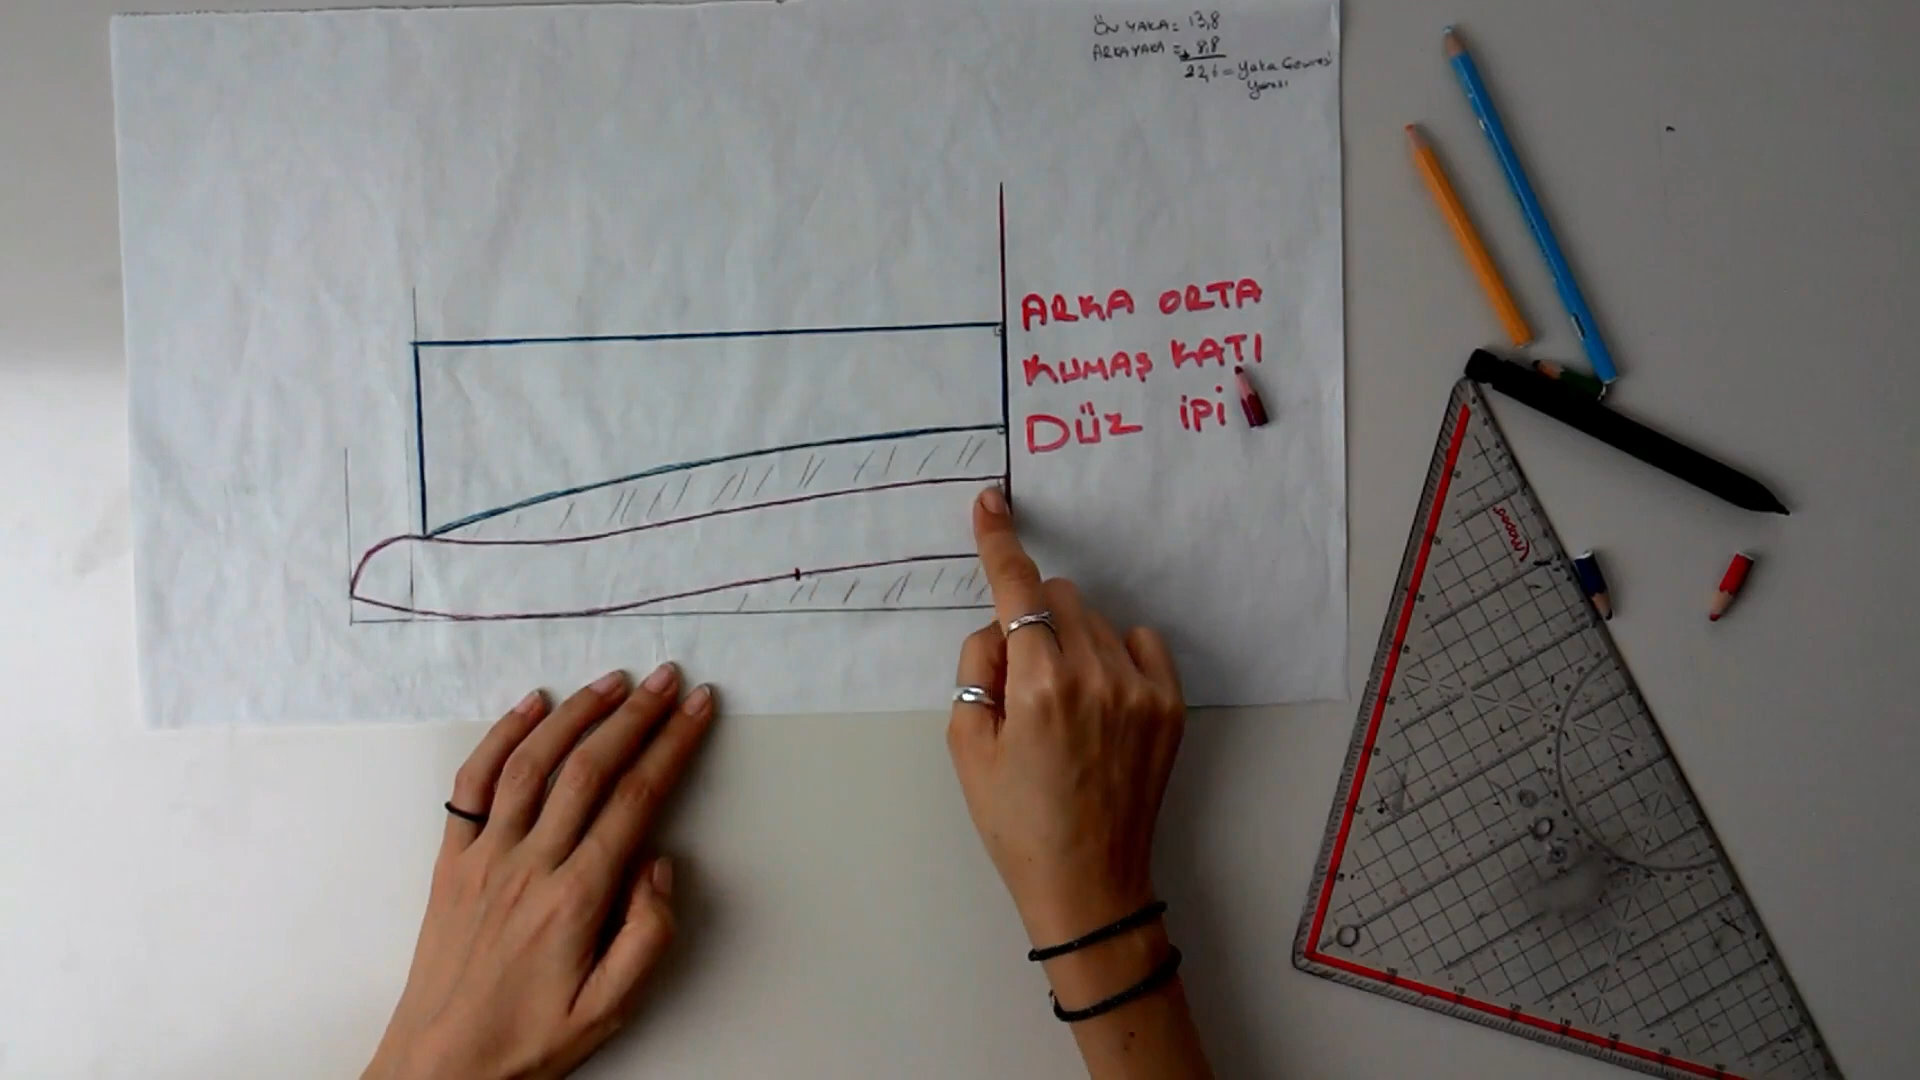 ÖN YAKA = 13,8
ARKA YAKA = + 8,8
22,6 = Yaka Çevresi
Yarısı
ARKA ORTA
KUMAŞ KATI
DÜZ İPİ
Maped